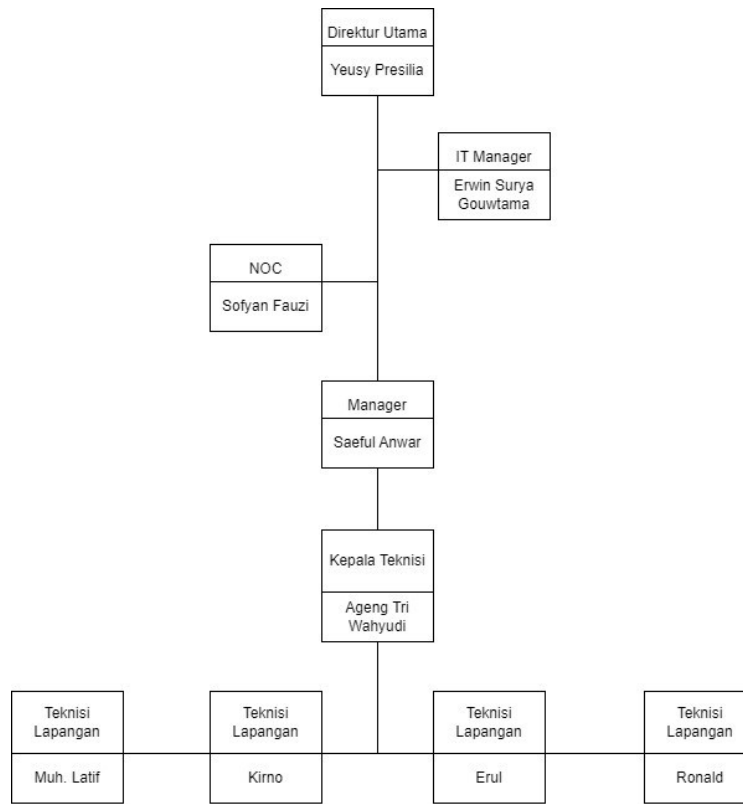 Direktur Utama
Yeusy Presilia
IT Manager
Erwin Surya
Gouwtama
NOC
Sofyan Fauzi
Manager
Saeful Anwar
Kepala Teknisi
Ageng Tri
Wahyudi
Teknisi
Lapangan
Muh. Latif
Teknisi
Lapangan
Kirno
Teknisi
Lapangan
Erul
Teknisi
Lapangan
Ronald